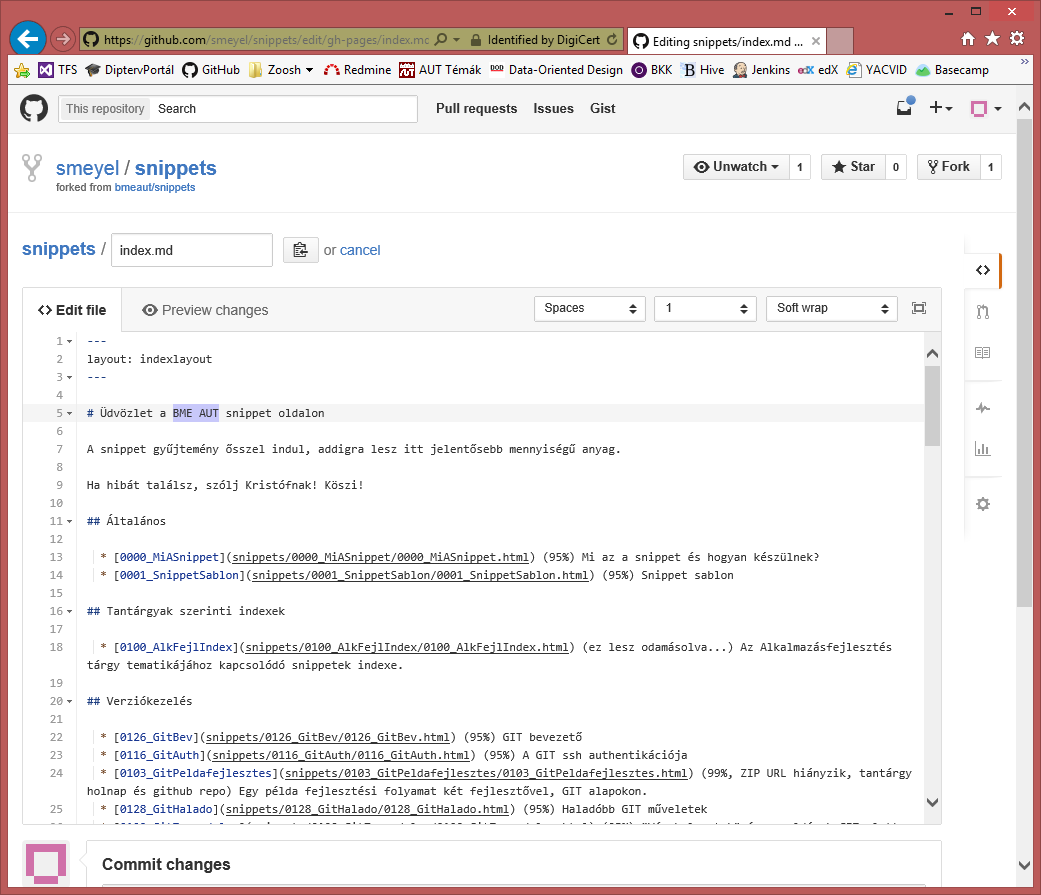 https://github.com/smeyel/snippets/edit/gh-pages/index.mc Identified by DigiCert Editing snippets/index.md ...
TFS DiptervPortál GitHub Zoosh Redmine AUT Témák Data-Oriented Design BKK Hive Jenkins edX YACVID Basecamp
This repository Search Pull requests Issues Gist
smeyel / snippets Unwatch 1 Star 0 Fork 1
forked from bmeaut/snippets
snippets / index.md or cancel
Edit file Preview changes Spaces 1 Soft wrap
1 ---
2 layout: indexlayout
3 ---
4
5 # Üdvözlet a BME AUT snippet oldalon
6
7 A snippet gyűjtemény ősszel indul, addigra lesz itt jelentősebb mennyiségű anyag.
8
9 Ha hibát találsz, szólj Kristófnak! Köszi!
10
11 ## Általános
12
13 * [0000_MiASnippet](snippets/0000_MiASnippet/0000_MiASnippet.html) (95%) Mi az a snippet és hogyan készülnek?
14 * [0001_SnippetSablon](snippets/0001_SnippetSablon/0001_SnippetSablon.html) (95%) Snippet sablon
15
16 ## Tantárgyak szerinti indexek
17
18 * [0100_AlkFejlIndex](snippets/0100_AlkFejlIndex/0100_AlkFejlIndex.html) (ez lesz odamásolva...) Az Alkalmazásfejlesztés
tárgy tematikájához kapcsolódó snippetek indexe.
19
20 ## Verziókezelés
21
22 * [0126_GitBev](snippets/0126_GitBev/0126_GitBev.html) (95%) GIT bevezető
23 * [0116_GitAuth](snippets/0116_GitAuth/0116_GitAuth.html) (95%) A GIT ssh authentikációja
24 * [0103_GitPeldafejlesztes](snippets/0103_GitPeldafejlesztes/0103_GitPeldafejlesztes.html) (99%, ZIP URL hiányzik, tantárgy
holnap és github repo) Egy példa fejlesztési folyamat két fejlesztővel, GIT alapokon.
25 * [0128_GitHalado](snippets/0128_GitHalado/0128_GitHalado.html) (95%) Haladóbb GIT műveletek
Commit changes